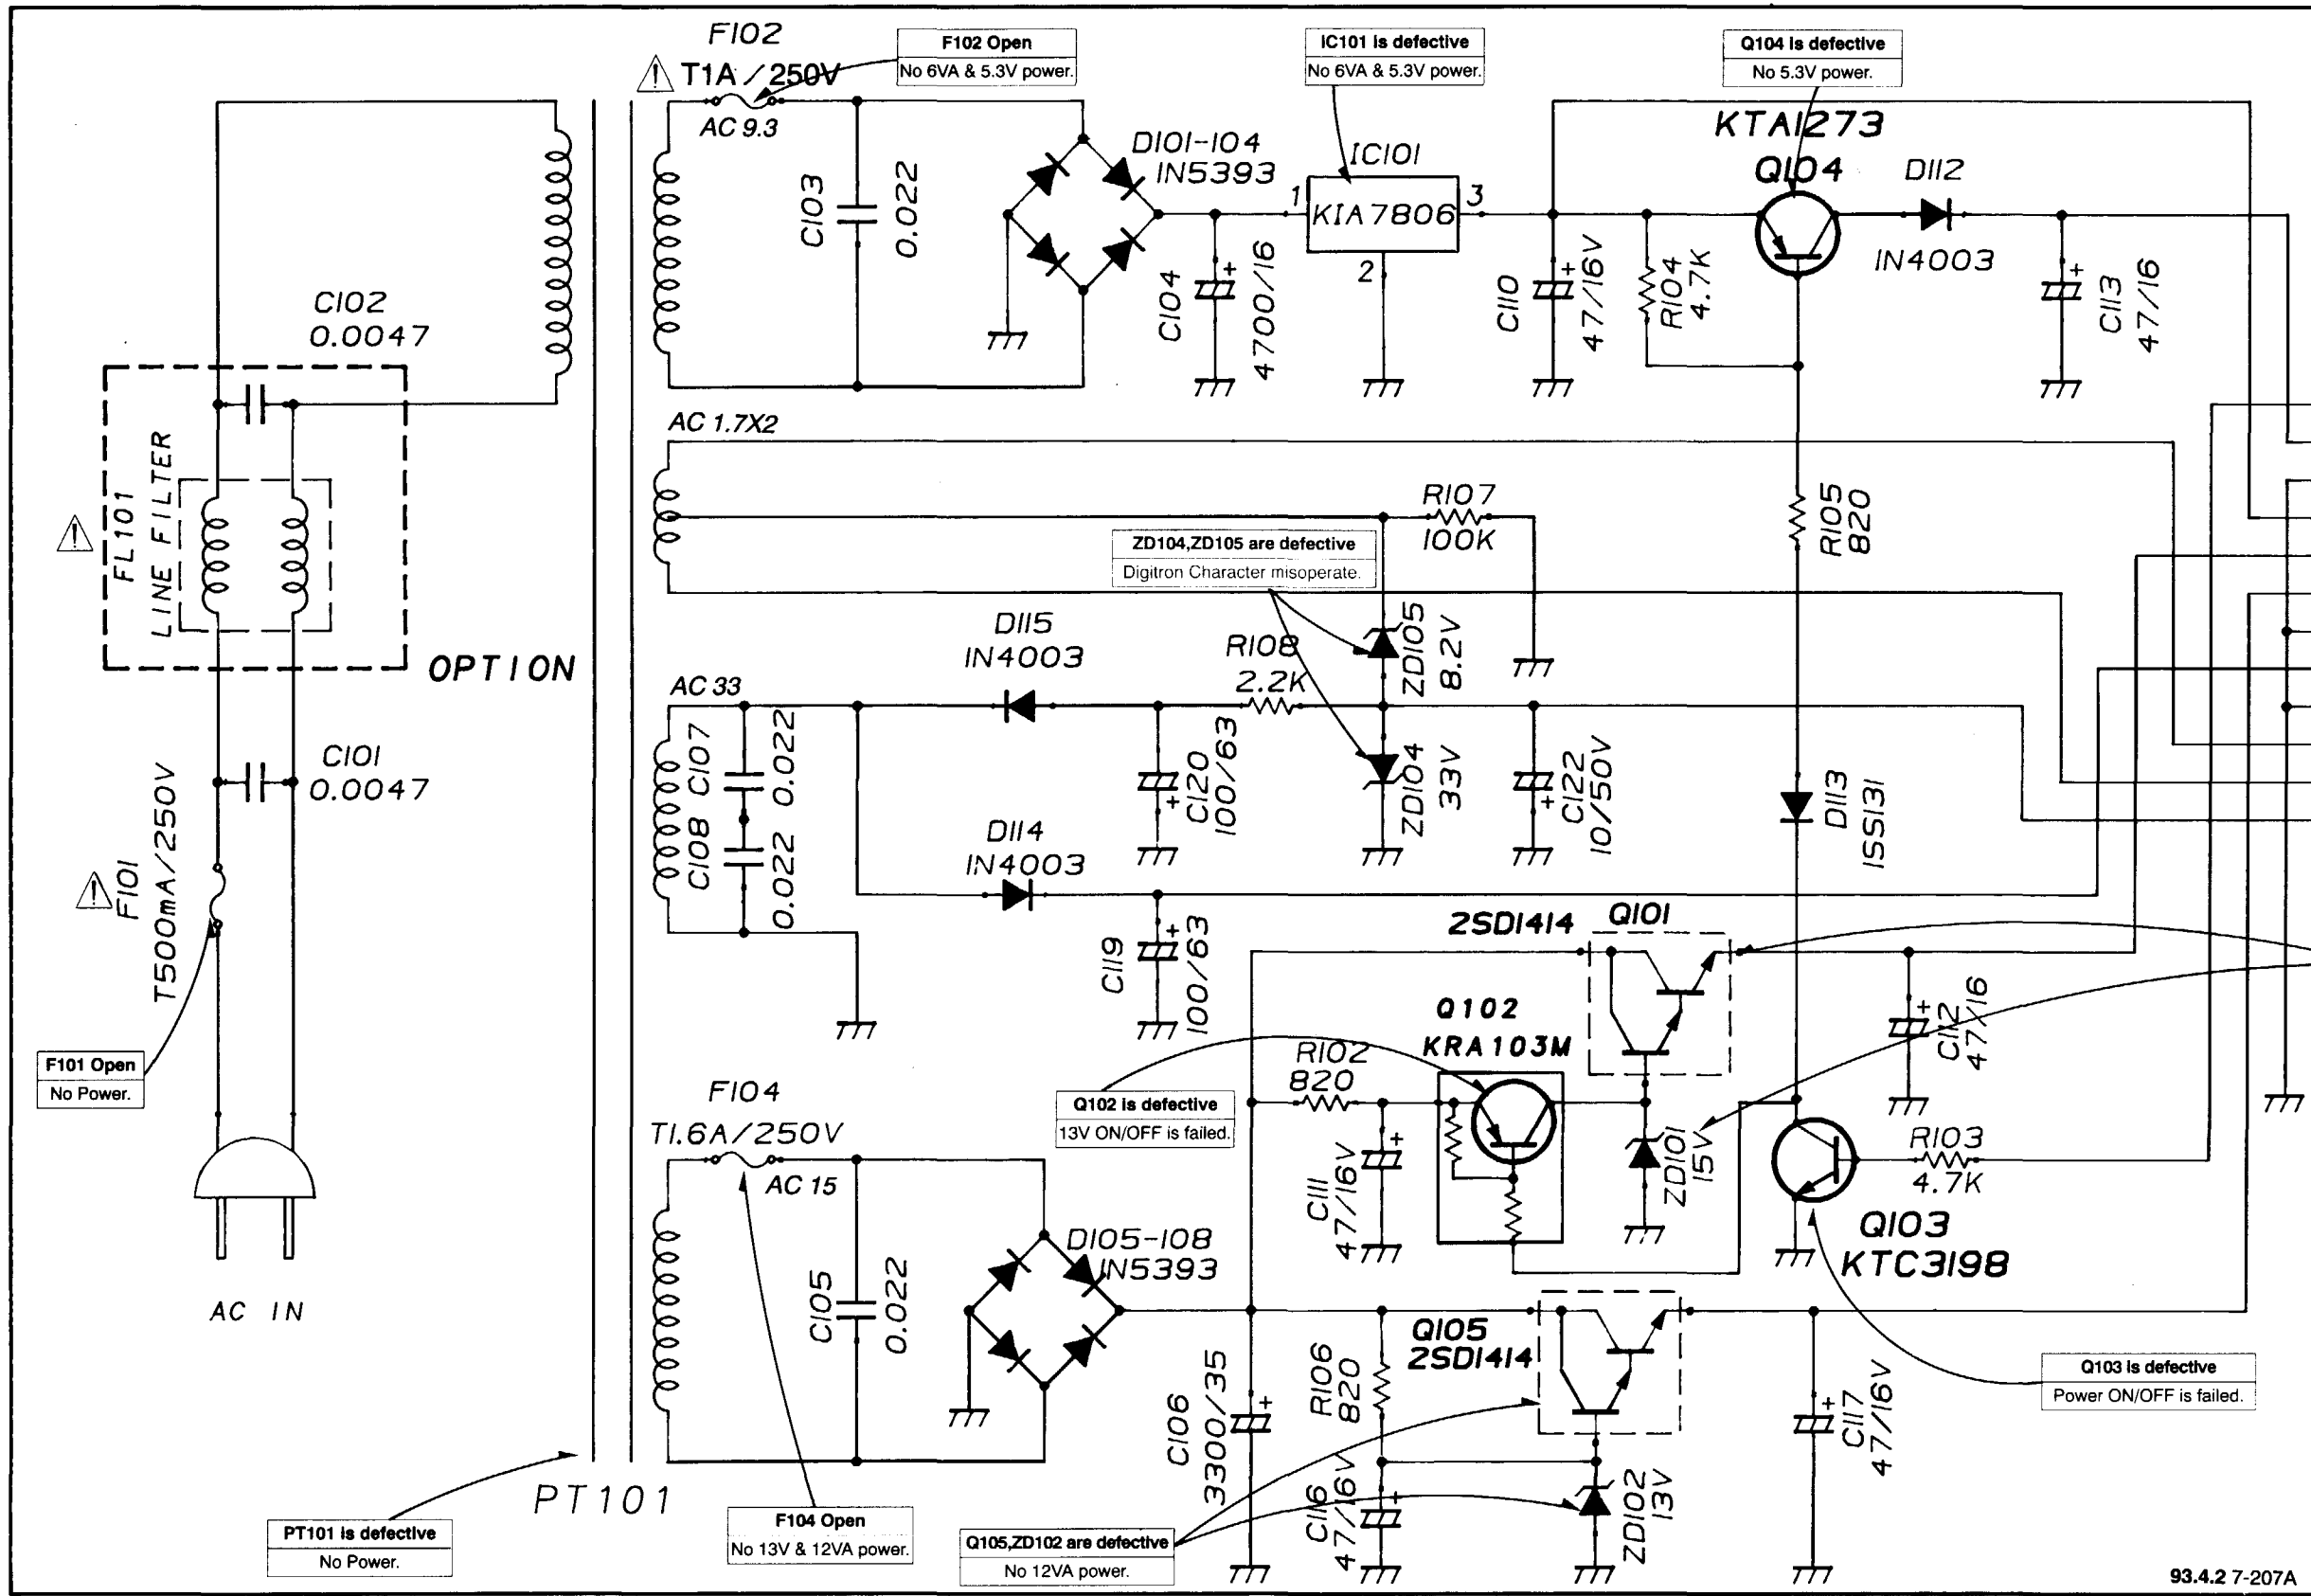 F102
T1A / 250V
AC 9.3
F102 Open
No 6VA & 5.3V power.
IC101 is defective
No 6VA & 5.3V power.
Q104 is defective
No 5.3V power.
KTA1273
Q104
D112
IN4003
D101-104
IN5393
IC101
1
KIA7806
3
2
C103
0.022
C104
4700/16
+
C110
47/16V
+
R104
4.7K
C113
47/16
+
C102
0.0047
FL101
LINE FILTER
OPTION
AC 1.7X2
R107
100K
R105
820
ZD104,ZD105 are defective
Digitron Character misoperate.
D115
IN4003
R108
2.2K
ZD105
8.2V
AC 33
C107
0.022
C108
0.022
C120
100/63
+
ZD104
33V
C122
10/50V
+
D113
ISS131
C101
0.0047
F101
T500mA/250V
D114
IN4003
C119
100/63
+
2SD1414
Q101
Q102
KRA103M
C112
47/16
+
F101 Open
No Power.
R102
820
F104
T1.6A/250V
AC 15
Q102 is defective
13V ON/OFF is failed.
C111
47/16V
+
ZD101
15V
R103
4.7K
Q103
KTC3198
AC IN
D105-108
IN5393
C105
0.022
C106
3300/35
+
R106
820
Q105
2SD1414
C117
47/16V
+
Q103 is defective
Power ON/OFF is failed.
PT101
PT101 is defective
No Power.
F104 Open
No 13V & 12VA power.
Q105,ZD102 are defective
No 12VA power.
C116
47/16V
+
ZD102
13V
93.4.2 7-207A